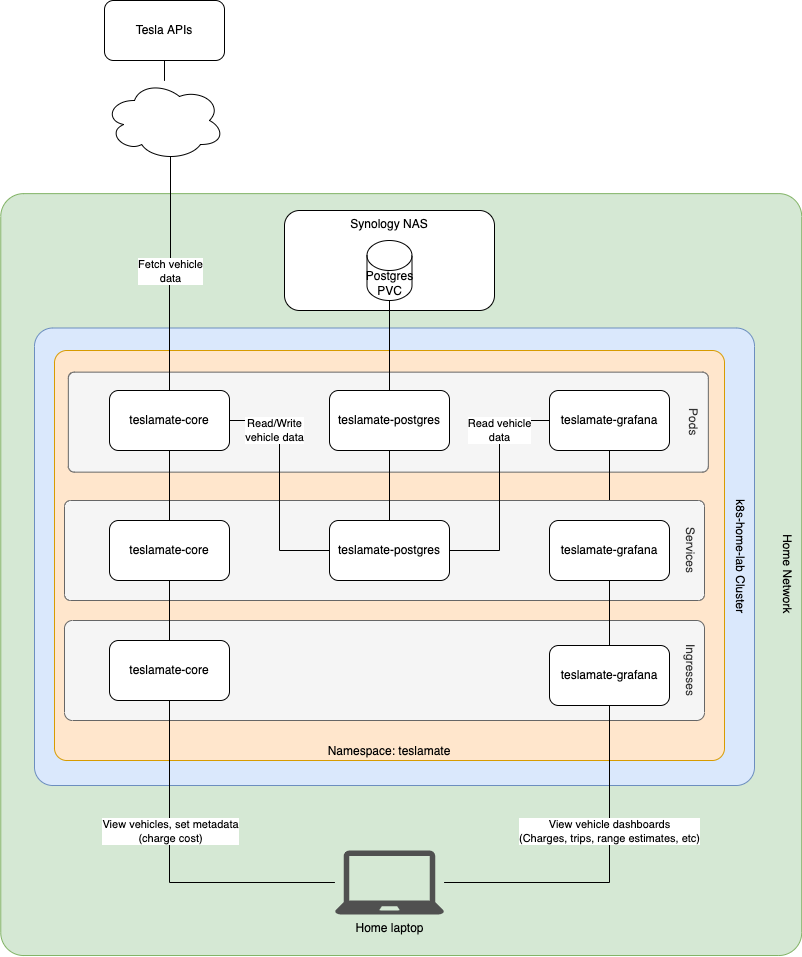 Tesla APIs
Fetch vehicle
data
Synology NAS
Postgres
PVC
teslamate-core
Read/Write
vehicle data
teslamate-postgres
Read vehicle
data
teslamate-grafana
Pods
teslamate-core
teslamate-postgres
teslamate-grafana
Services
teslamate-core
teslamate-grafana
Ingresses
Namespace: teslamate
k8s-home-lab Cluster
Home Network
View vehicles, set metadata
(charge cost)
View vehicle dashboards
(Charges, trips, range estimates, etc)
Home laptop